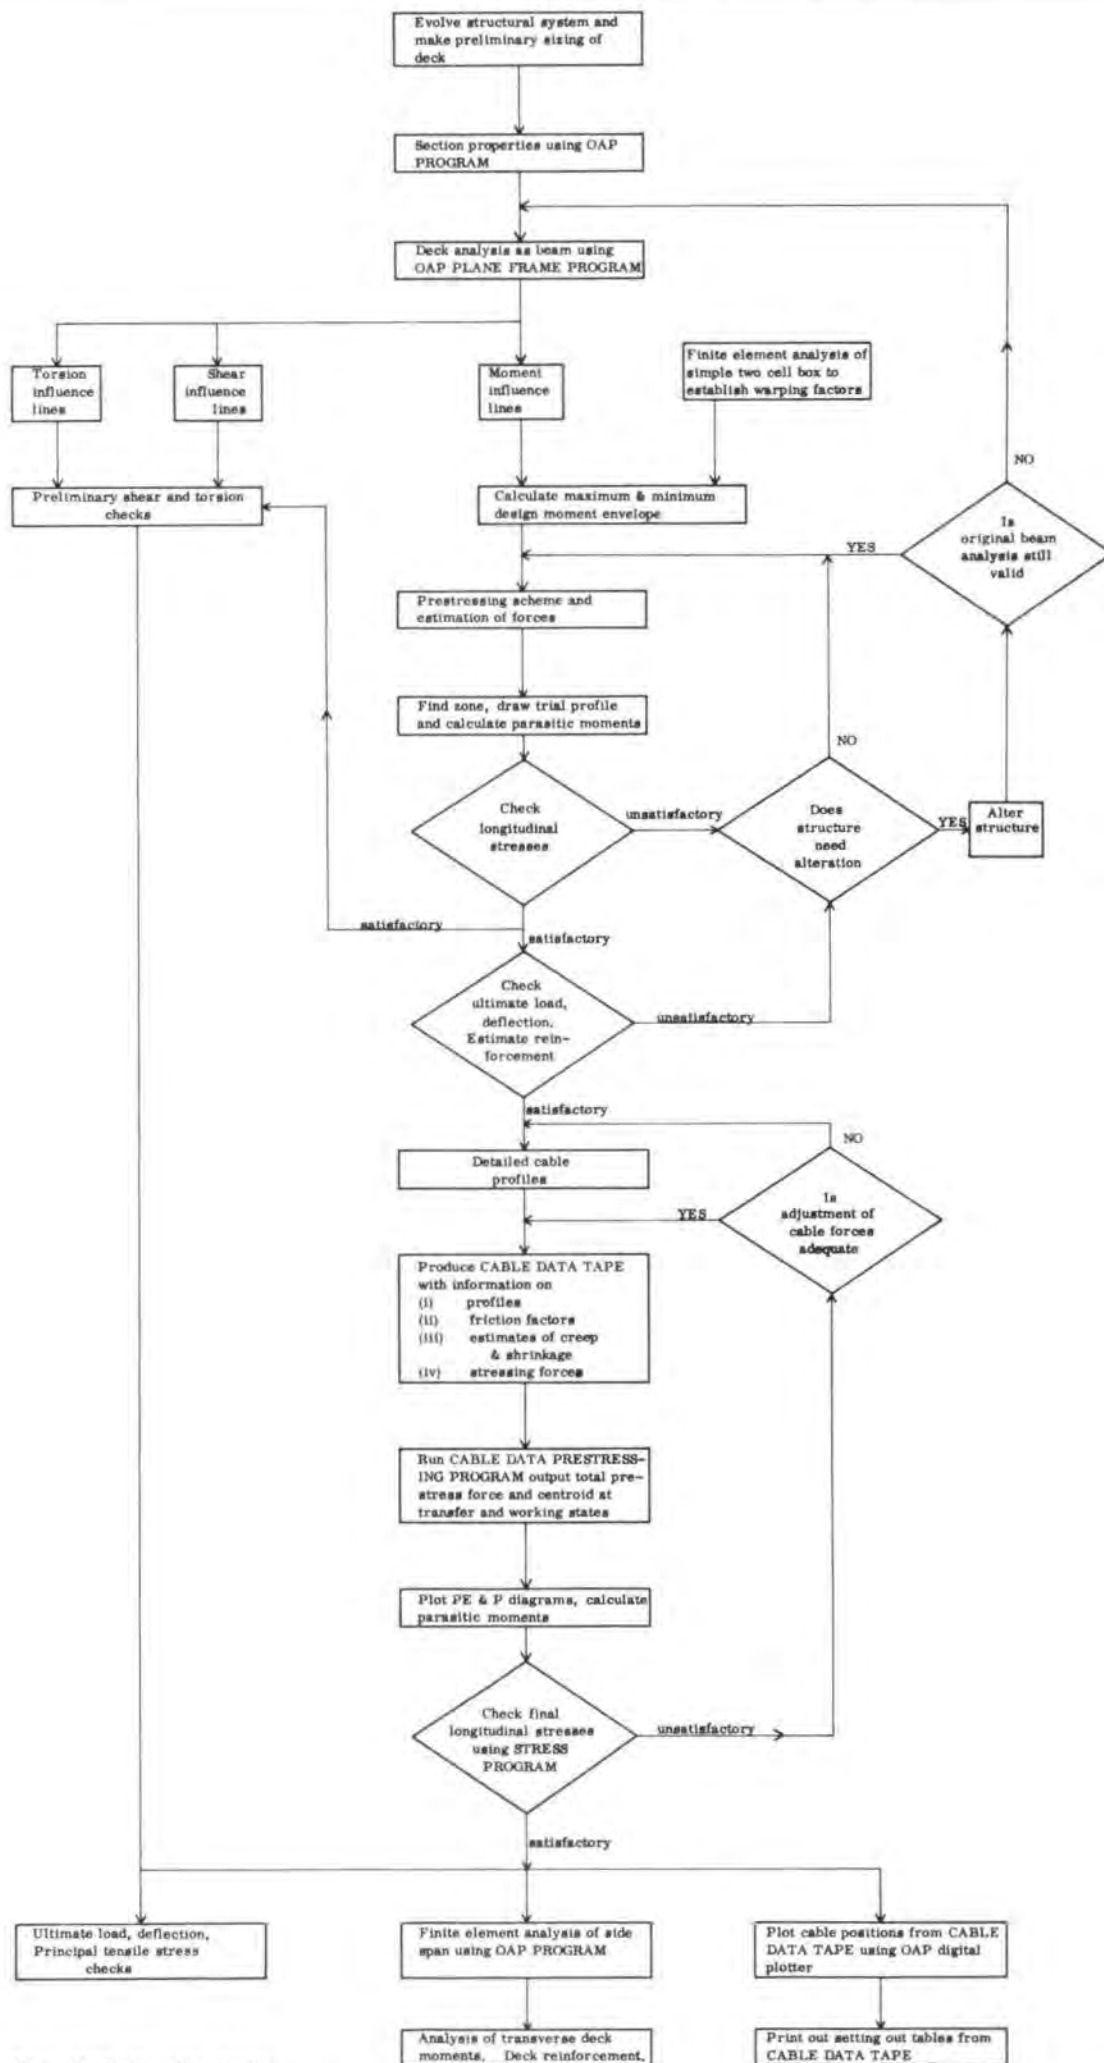 Evolve structural system and
make preliminary sizing of
deck
Section properties using OAP
PROGRAM
Deck analysis as beam using
OAP PLANE FRAME PROGRAM
Torsion
influence
lines
Shear
influence
lines
Moment
influence
lines
Finite element analysis of
simple two cell box to
establish warping factors
Preliminary shear and torsion
checks
Calculate maximum & minimum
design moment envelope
NO
Is
original beam
analysis still
valid
YES
Prestressing scheme and
estimation of forces
Find zone, draw trial profile
and calculate parasitic moments
NO
Check
longitudinal
stresses
unsatisfactory
Does
structure
need
alteration
YES
Alter
structure
satisfactory
satisfactory
Check
ultimate load,
deflection.
Estimate rein-
forcement
unsatisfactory
satisfactory
NO
Detailed cable
profiles
YES
Is
adjustment of
cable forces
adequate
Produce CABLE DATA TAPE
with information on
(i) profiles
(ii) friction factors
(iii) estimates of creep
& shrinkage
(iv) stressing forces
Run CABLE DATA PRESTRESS-
ING PROGRAM output total pre-
stress force and centroid at
transfer and working states
Plot PE & P diagrams, calculate
parasitic moments
Check final
longitudinal stresses
using STRESS
PROGRAM
unsatisfactory
satisfactory
Ultimate load, deflection,
Principal tensile stress
checks
Finite element analysis of side
span using OAP PROGRAM
Plot cable positions from CABLE
DATA TAPE using OAP digital
plotter
Analysis of transverse deck
moments. Deck reinforcement,
Print out setting out tables from
CABLE DATA TAPE